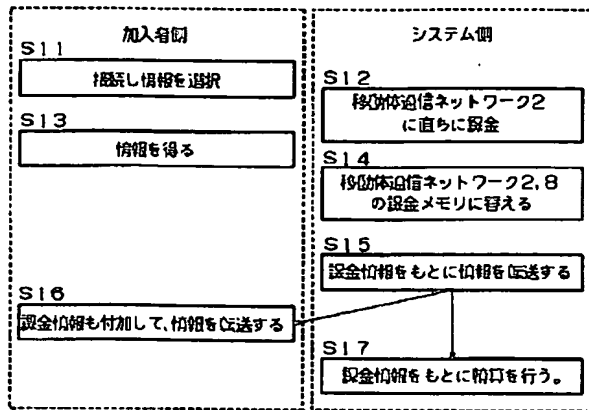 加入者側
システム側
S11
接続し情報を選択
S12
移動体通信ネットワーク2
に直ちに課金
S13
情報を得る
S14
移動体通信ネットワーク2,8
の課金メモリに蓄える
S15
課金情報をもとに情報を転送する
S16
課金情報も付加して、情報を転送する
S17
課金情報をもとに精算を行う。